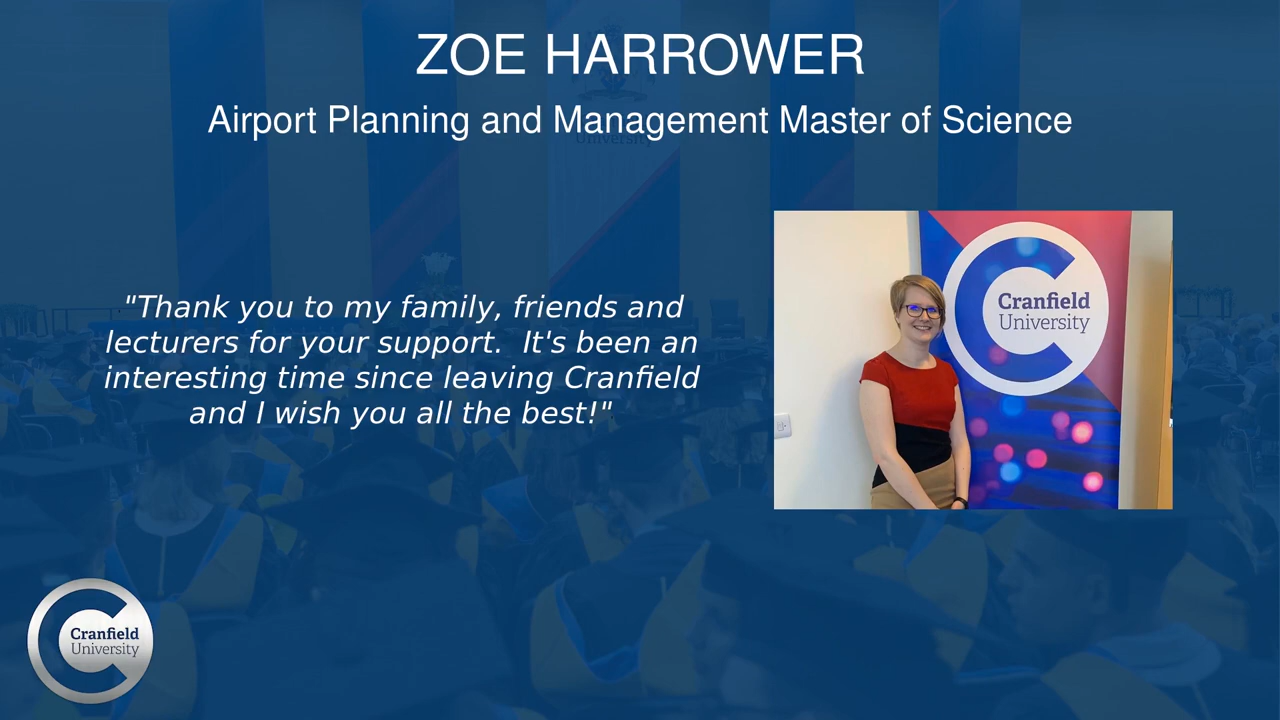 ZOE HARROWER
Airport Planning and Management Master of Science
University
"Thank you to my family, friends and
lecturers for your support.  It's been an
interesting time since leaving Cranfield
and I wish you all the best!"
Cranfield
University
Cranfield
University